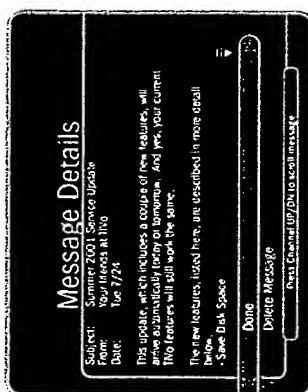 Message Details
Subject: Summer 2001 Service Update
From: Your friends at TiVo
Date: Tue 7/24
This update, which includes a couple of new features, will
arrive automatically today or tomorrow. And yes, your current
TiVo features will still work the same.
The new features, listed here, are described in more detail
below.
- Save Disk Space
Done
Delete Message
Press Channel UP/DN to scroll message